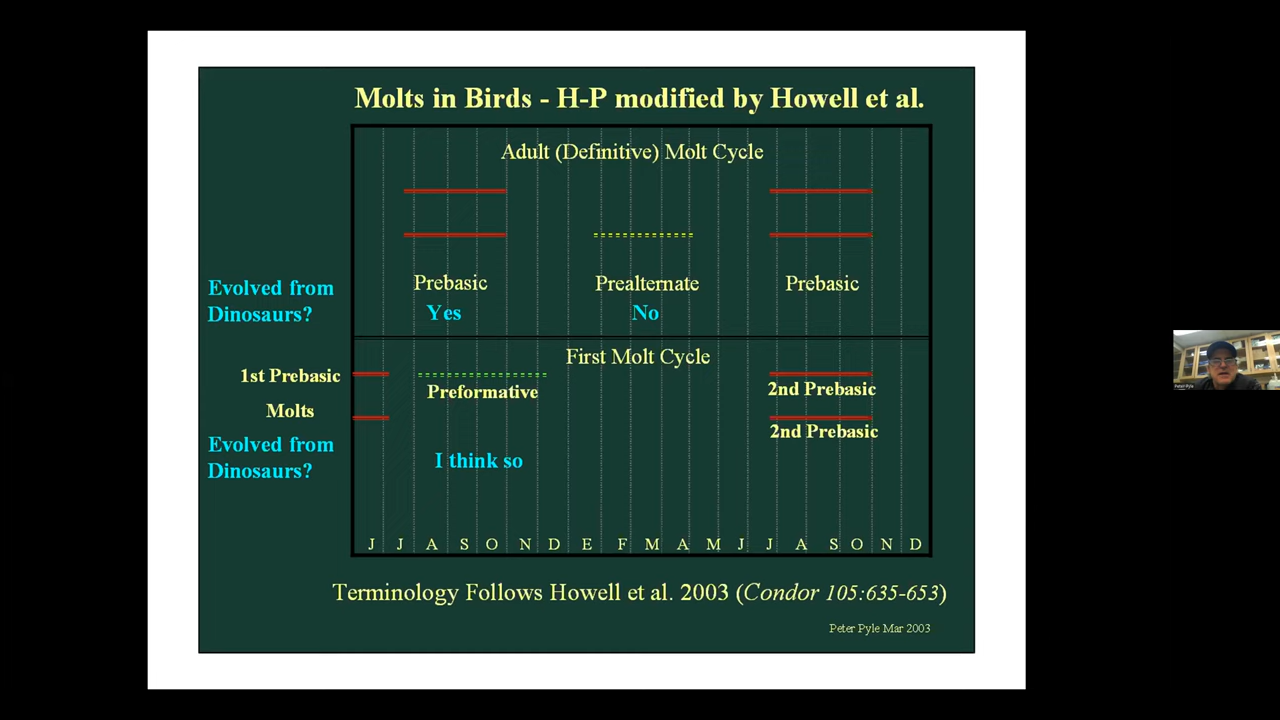 Molts in Birds - H-P modified by Howell et al.
Adult (Definitive) Molt Cycle
Evolved from
Dinosaurs?
Prebasic
Prealternate
Prebasic
Yes
No
First Molt Cycle
1st Prebasic
Molts
Preformative
2nd Prebasic
2nd Prebasic
Evolved from
Dinosaurs?
I think so
J J A S O N D E F M A M J J A S O N D
Terminology Follows Howell et al. 2003 (Condor 105:635-653)
Peter Pyle Mar 2003
Peter Pyle